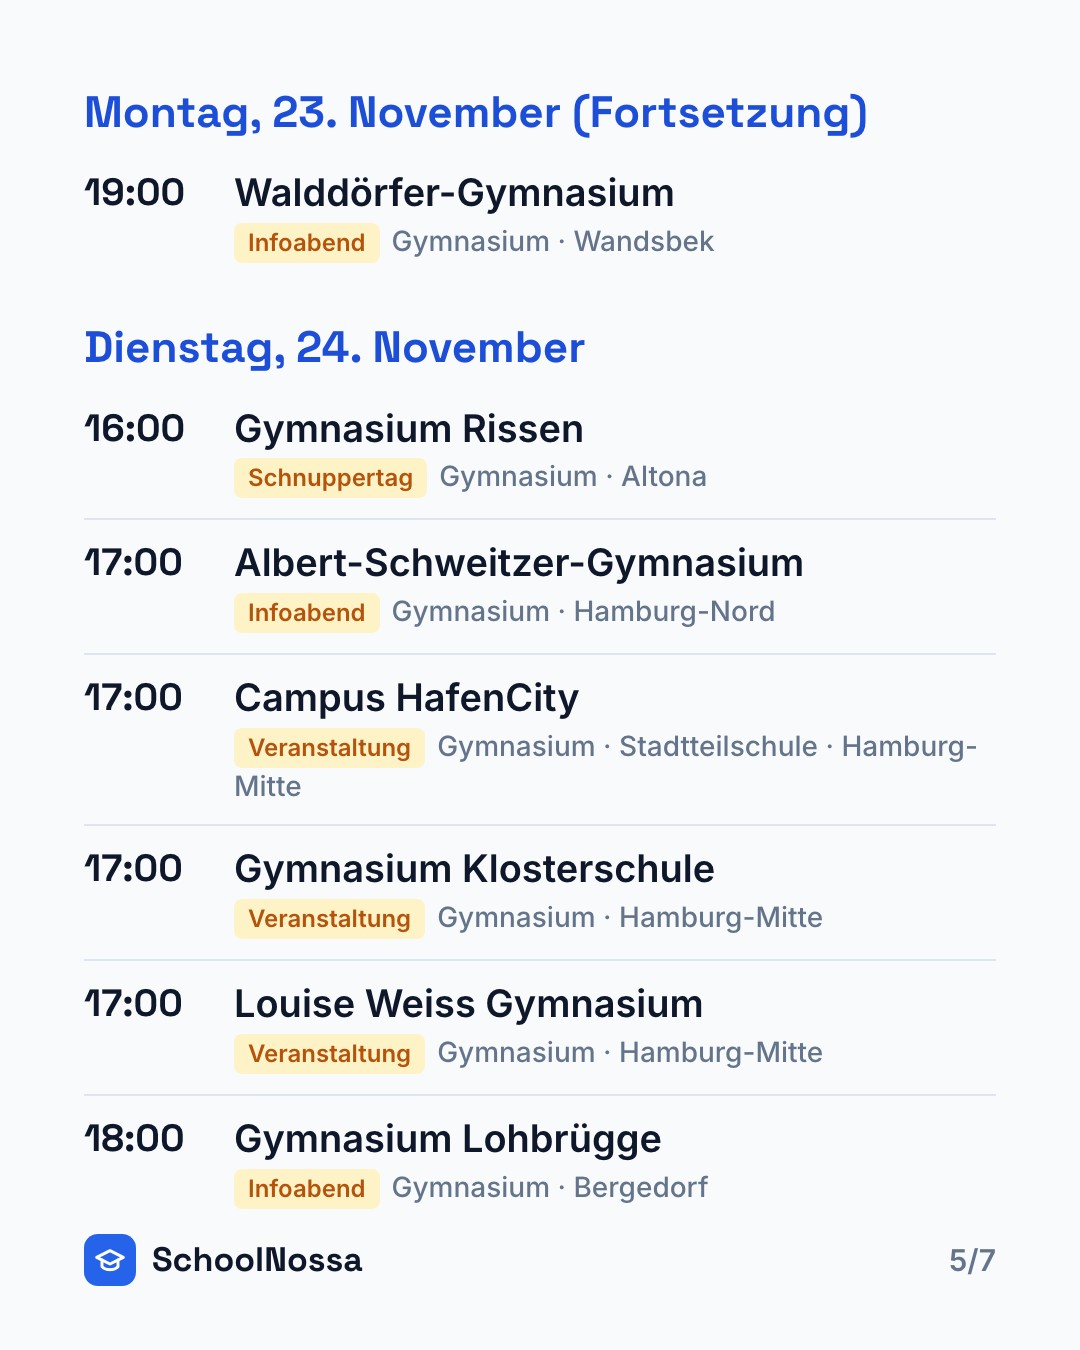 Montag, 23. November (Fortsetzung)
19:00 Walddörfer-Gymnasium
Infoabend Gymnasium · Wandsbek
Dienstag, 24. November
16:00 Gymnasium Rissen
Schnuppertag Gymnasium · Altona
17:00 Albert-Schweitzer-Gymnasium
Infoabend Gymnasium · Hamburg-Nord
17:00 Campus HafenCity
Veranstaltung Gymnasium · Stadtteilschule · Hamburg-
Mitte
17:00 Gymnasium Klosterschule
Veranstaltung Gymnasium · Hamburg-Mitte
17:00 Louise Weiss Gymnasium
Veranstaltung Gymnasium · Hamburg-Mitte
18:00 Gymnasium Lohbrügge
Infoabend Gymnasium · Bergedorf
SchoolNossa 5/7